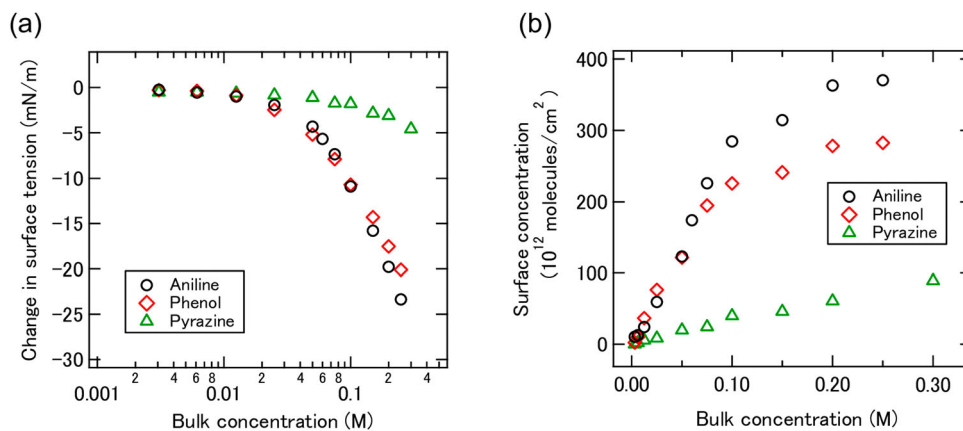 (a)
Change in surface tension (mN/m)
0
-5
-10
-15
-20
-25
-30
Aniline
Phenol
Pyrazine
0.001
2
4
6
8
0.01
2
4
6
8
0.1
2
4
Bulk concentration (M)
(b)
Surface concentration
(10¹² molecules/cm²)
400
300
200
100
0
Aniline
Phenol
Pyrazine
0.00
0.10
0.20
0.30
Bulk concentration (M)